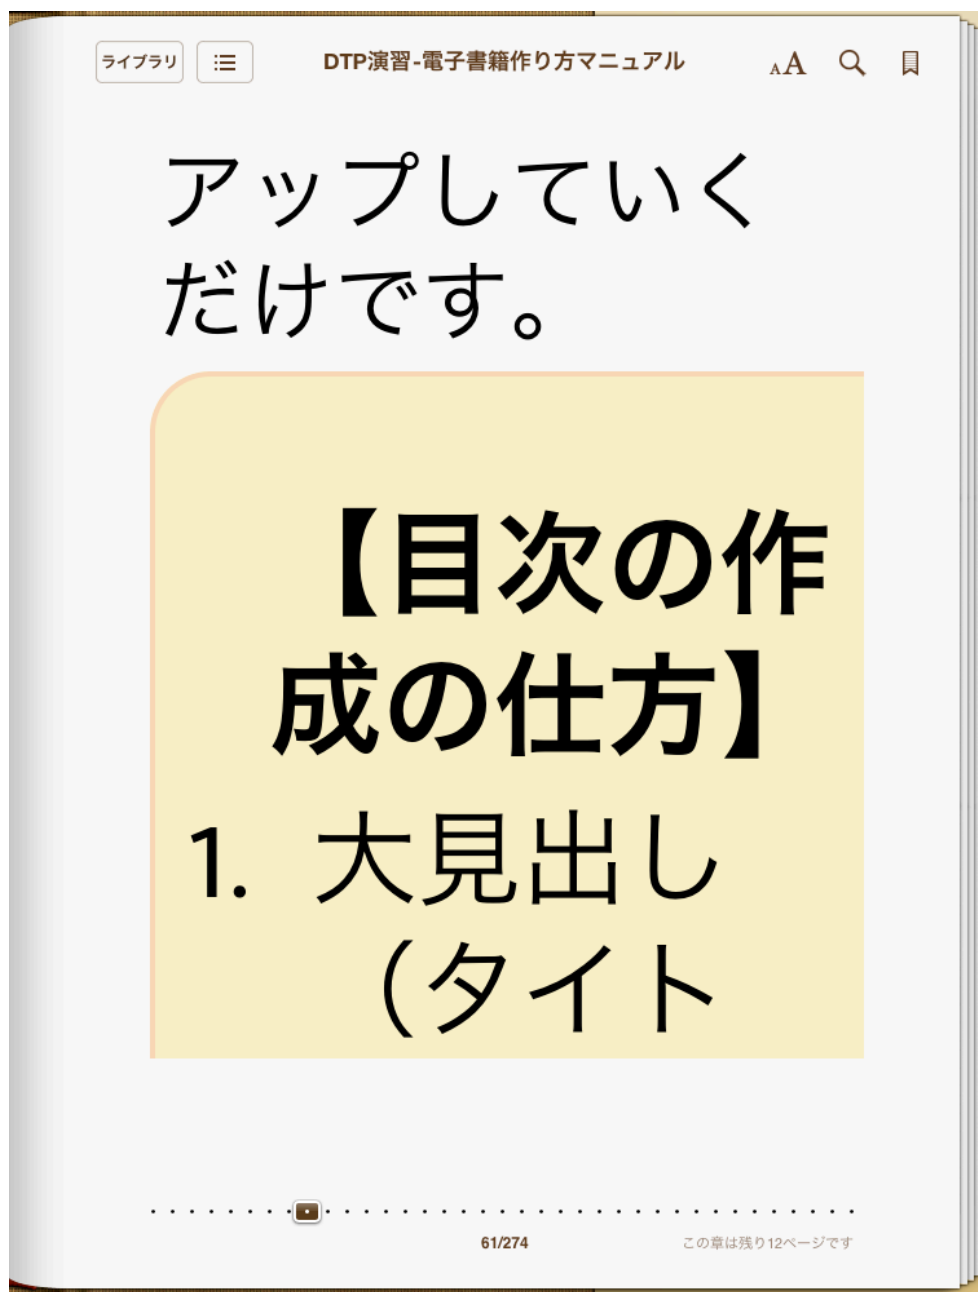 ライブラリ
DTP演習-電子書籍作り方マニュアル
AA
アップしていく
だけです。
【目次の作
成の仕方】
1. 大見出し
（タイト
61/274
この章は残り12ページです